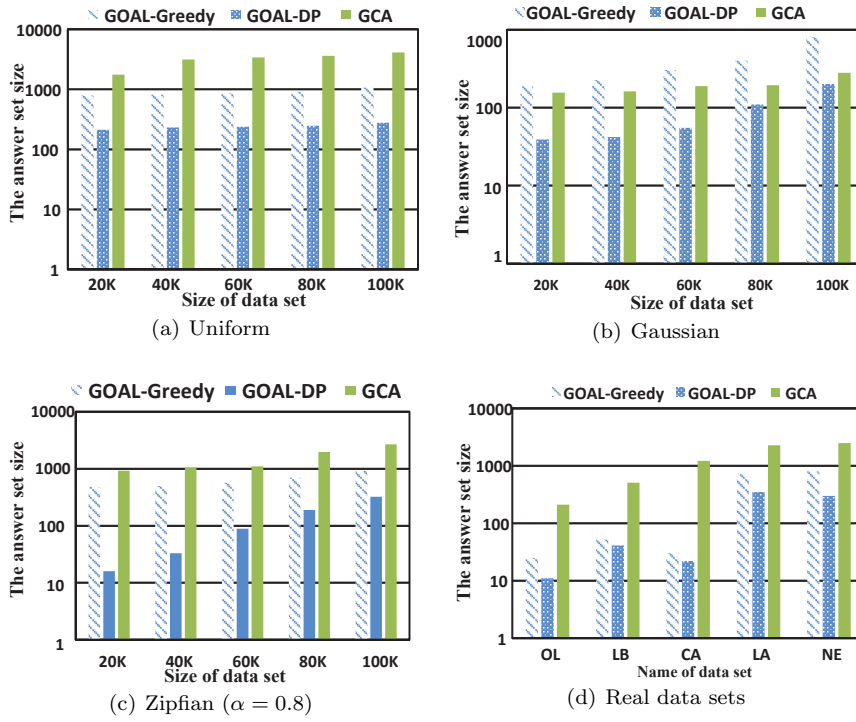 GOAL-Greedy GOAL-DP GCA
The answer set size
10000
1000
100
10
1
20K 40K 60K 80K 100K
Size of data set
(a) Uniform
GOAL-Greedy GOAL-DP GCA
The answer set size
1000
100
10
1
20K 40K 60K 80K 100K
Size of data set
(b) Gaussian
GOAL-Greedy GOAL-DP GCA
The answer set size
10000
1000
100
10
1
20K 40K 60K 80K 100K
Size of data set
(c) Zipfian (α = 0.8)
GOAL-Greedy GOAL-DP GCA
The answer set size
10000
1000
100
10
1
OL LB CA LA NE
Name of data set
(d) Real data sets